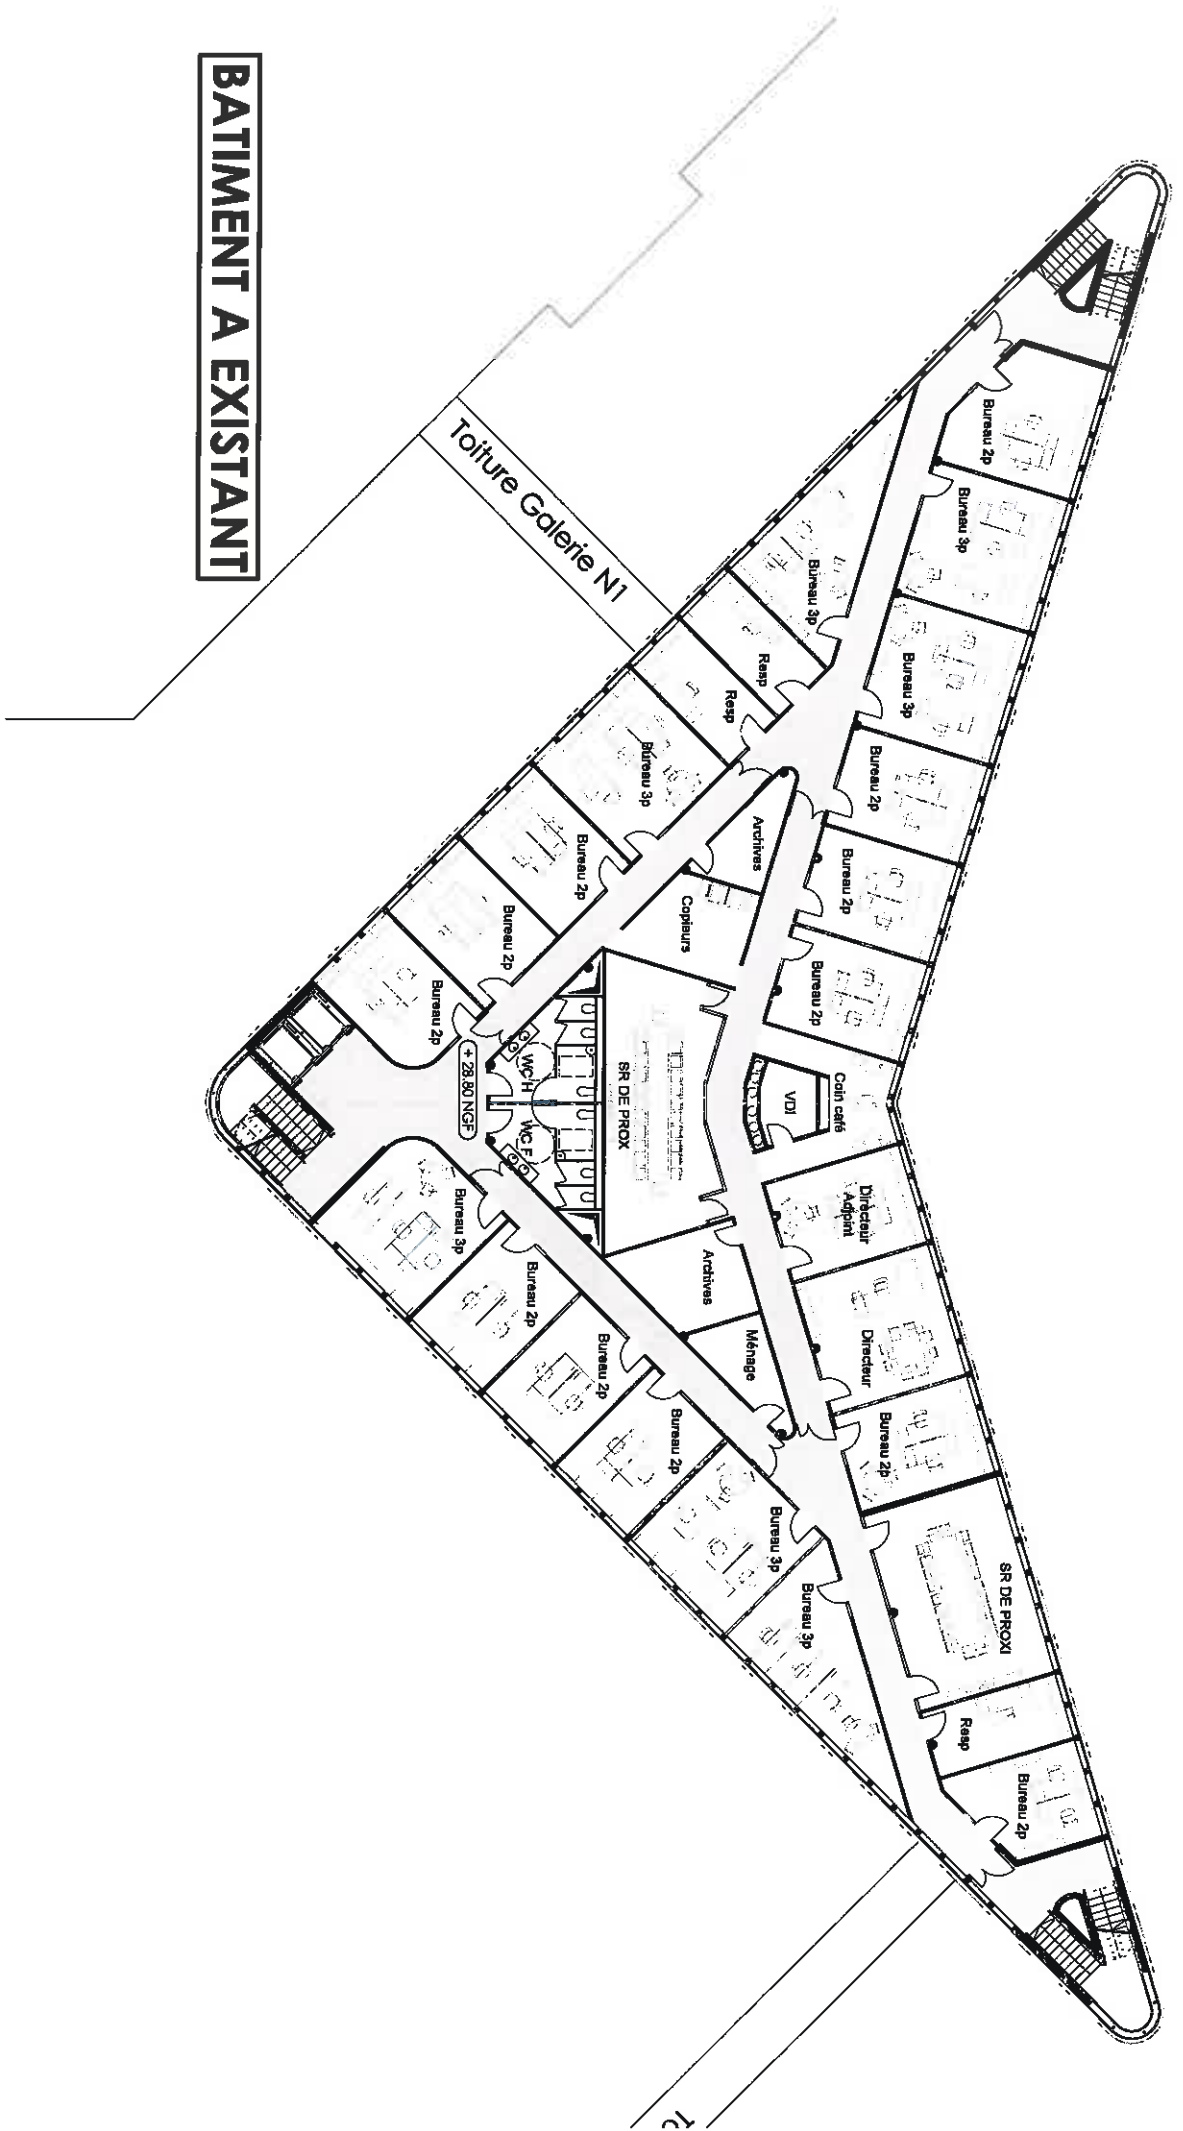 BATIMENT A EXISTANT
Toiture Galerie N1
Bureau 2p
Bureau 3p
Bureau 3p
Bureau 2p
Bureau 2p
Bureau 2p
Coin café
VDI
Directeur
Adjoint
Directeur
Bureau 2p
SR DE PROXI
Resp
Bureau 2p
Bureau 3p
Resp
Resp
Bureau 3p
Bureau 2p
Bureau 2p
Bureau 2p
Archives
Copieurs
SR DE PROX
WC H
WC F
+ 28.80 NGF
Archives
Ménage
Bureau 3p
Bureau 2p
Bureau 2p
Bureau 2p
Bureau 3p
Bureau 3p